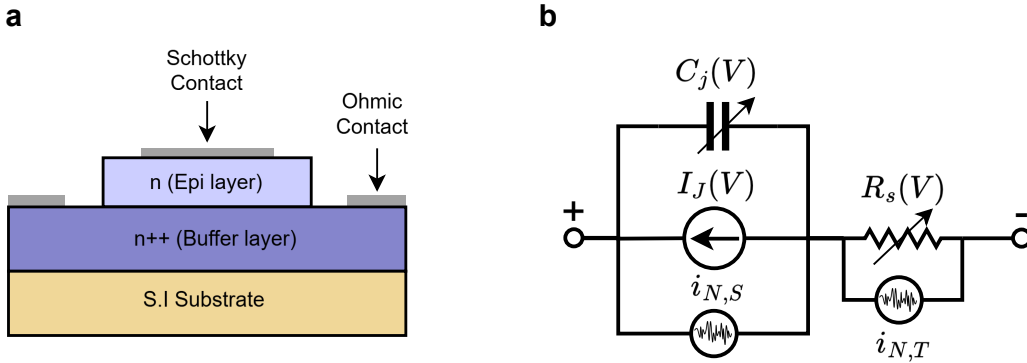 a
Schottky
Contact
Ohmic
Contact
n (Epi layer)
n++ (Buffer layer)
S.I Substrate
b
C_j(V)
I_J(V)
R_s(V)
+
-
i_{N,S}
i_{N,T}